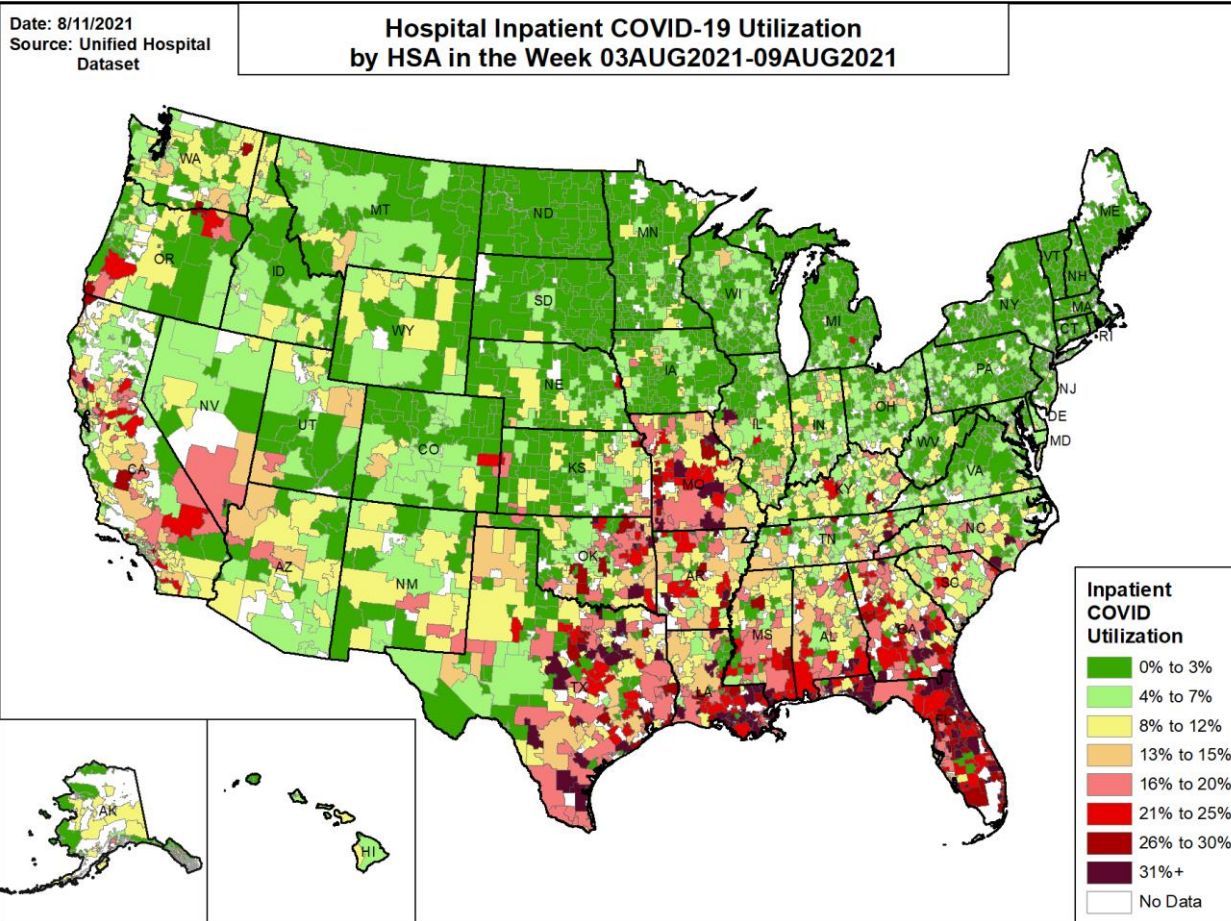 Date: 8/11/2021
Source: Unified Hospital
Dataset
Hospital Inpatient COVID-19 Utilization
by HSA in the Week 03AUG2021-09AUG2021
WA
MT
ND
MN
ME
OR
ID
SD
WI
MI
VT
NH
NY
MA
CT
RI
WY
IA
NE
PA
NJ
NV
UT
CO
IL
IN
OH
DE
MD
WV
VA
CA
KS
MO
KY
AZ
NM
OK
AR
TN
NC
SC
MS
AL
GA
TX
LA
FL
AK
HI
Inpatient
COVID
Utilization
0% to 3%
4% to 7%
8% to 12%
13% to 15%
16% to 20%
21% to 25%
26% to 30%
31%+
No Data